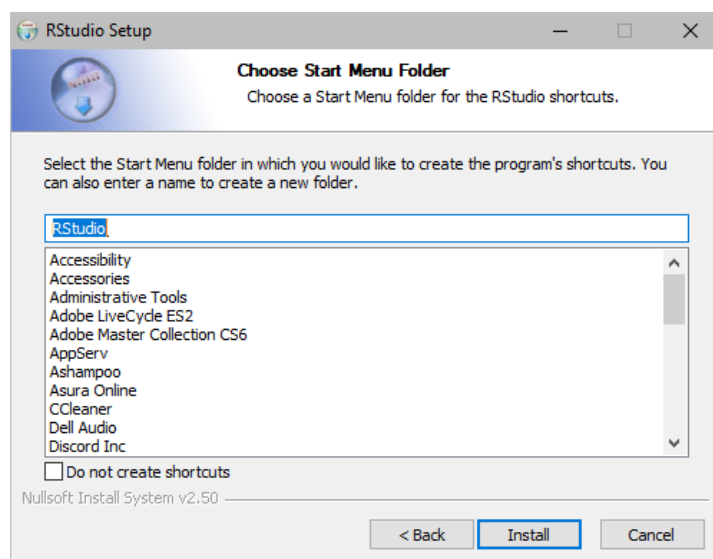 RStudio Setup
Choose Start Menu Folder
Choose a Start Menu folder for the RStudio shortcuts.
Select the Start Menu folder in which you would like to create the program's shortcuts. You
can also enter a name to create a new folder.
RStudio
Accessibility
Accessories
Administrative Tools
Adobe LiveCycle ES2
Adobe Master Collection CS6
AppServ
Ashampoo
Asura Online
CCleaner
Dell Audio
Discord Inc
Do not create shortcuts
Nullsoft Install System v2.50
< Back Install Cancel